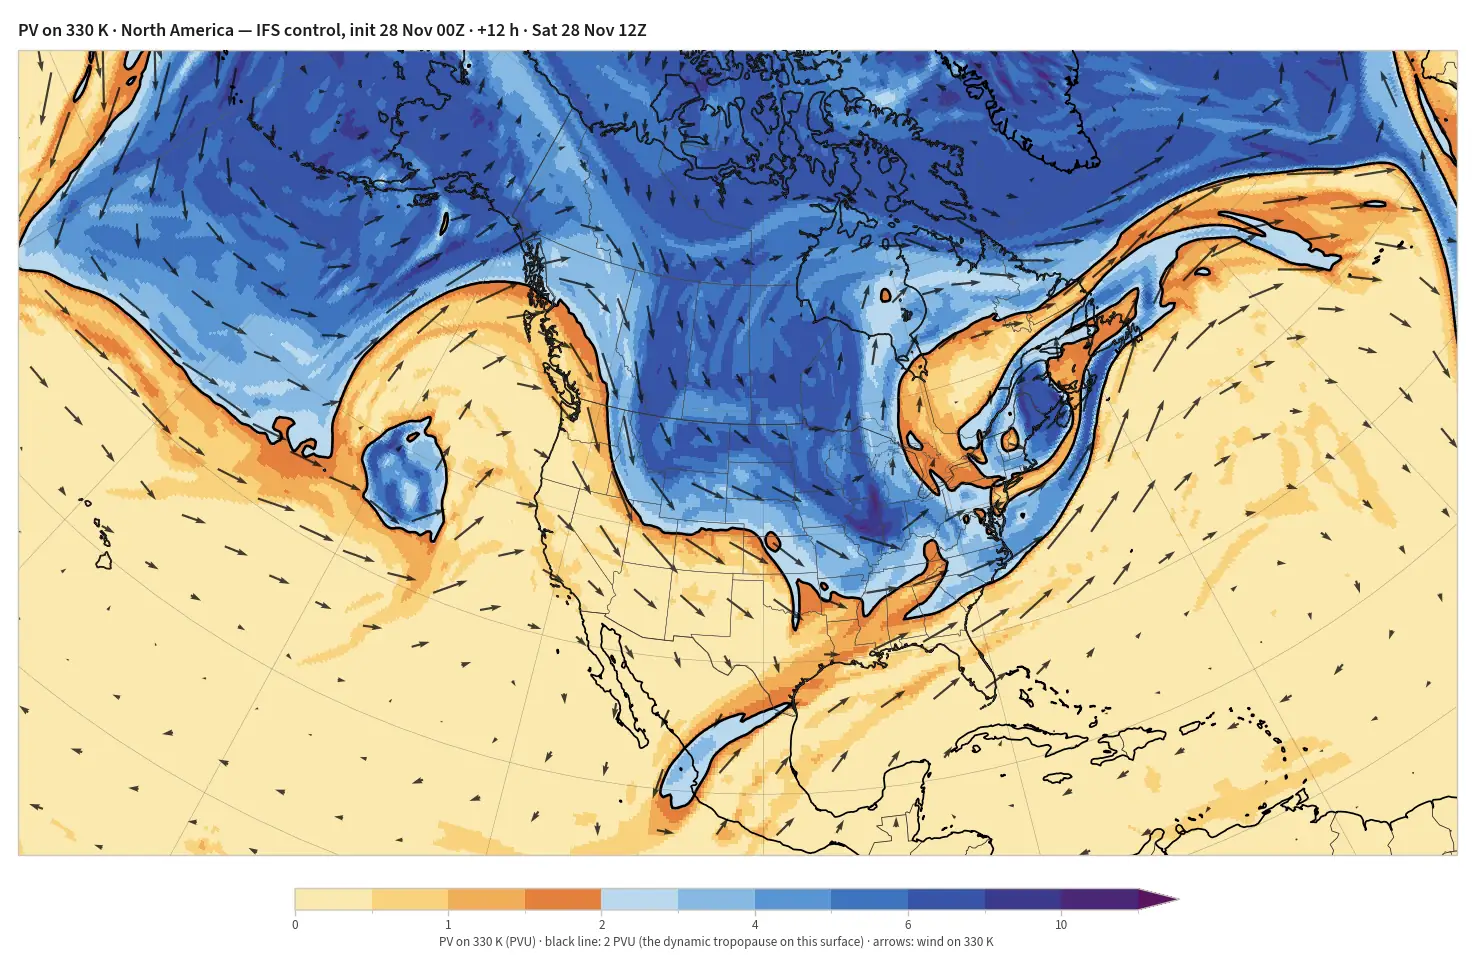 PV on 330 K · North America — IFS control, init 28 Nov 00Z · +12 h · Sat 28 Nov 12Z
0 1 2 4 6 10
PV on 330 K (PVU) · black line: 2 PVU (the dynamic tropopause on this surface) · arrows: wind on 330 K